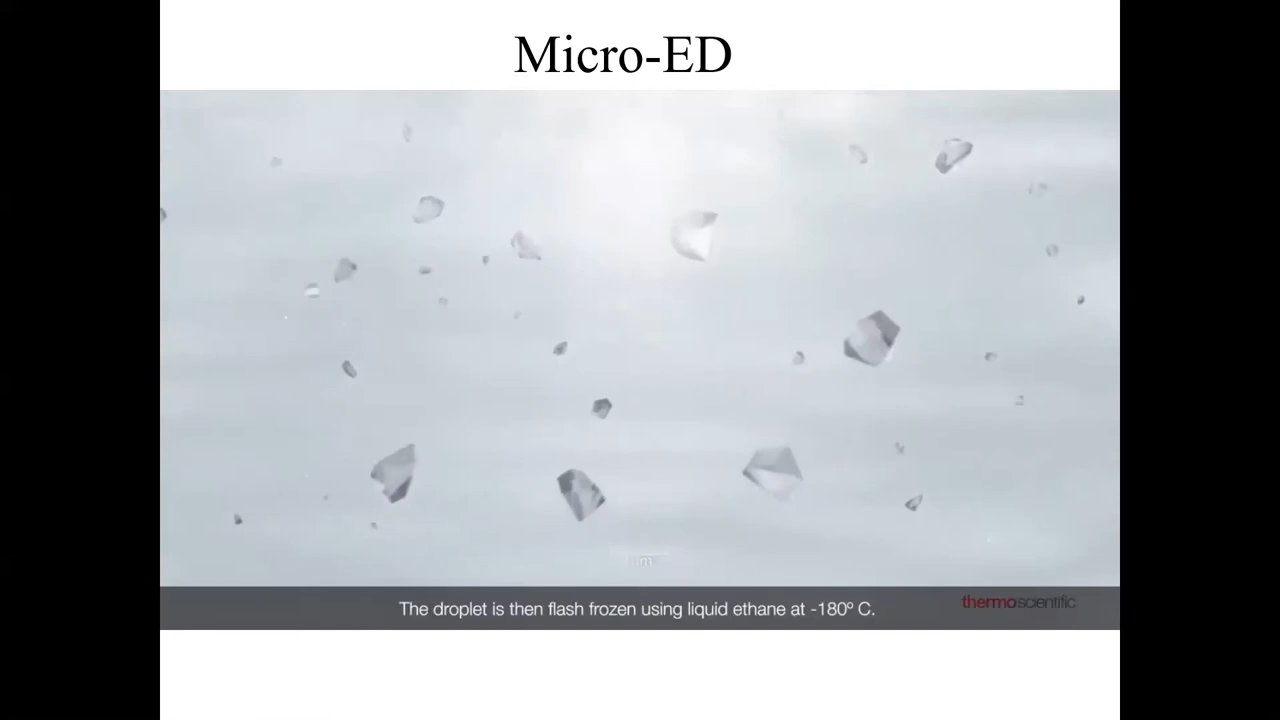 Micro-ED
The droplet is then flash frozen using liquid ethane at -180º C.
thermoscientific